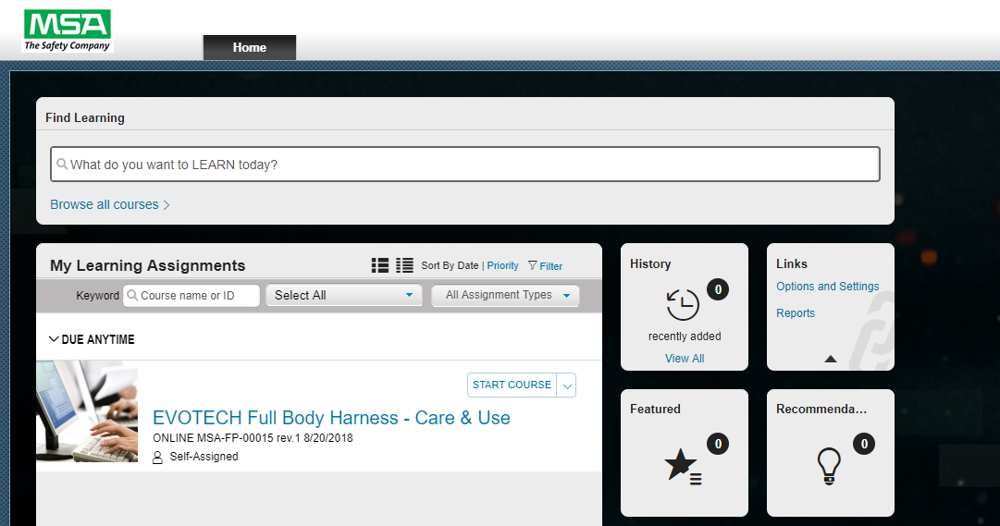 MSA
The Safety Company
Home
Find Learning
What do you want to LEARN today?
Browse all courses
My Learning Assignments
Sort By Date | Priority
Filter
Keyword
Course name or ID
Select All
All Assignment Types
DUE ANYTIME
START COURSE
EVOTECH Full Body Harness - Care & Use
ONLINE MSA-FP-00015 rev.1 8/20/2018
Self-Assigned
History
0
recently added
View All
Links
Options and Settings
Reports
Featured
0
Recommenda...
0